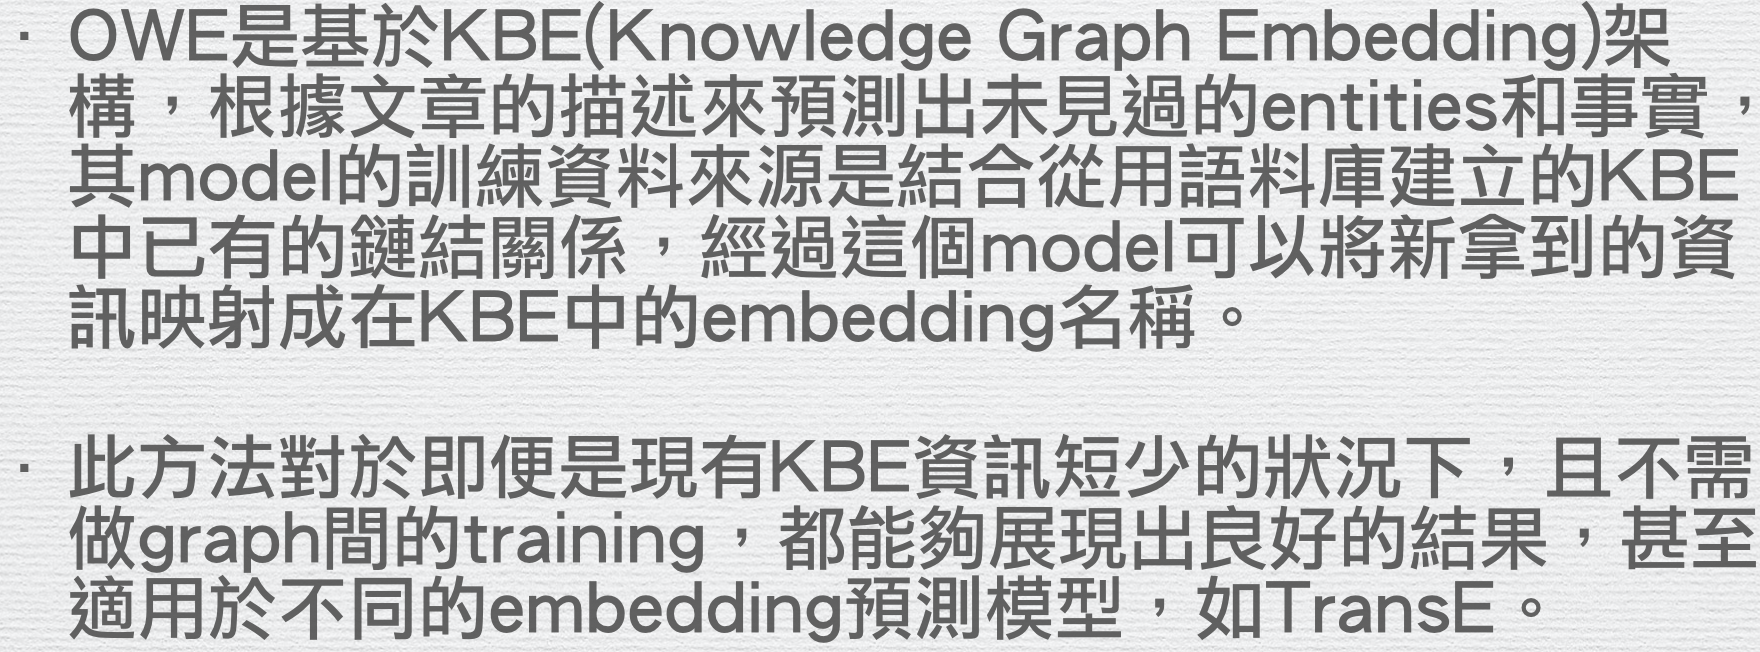 · OWE是基於KBE(Knowledge Graph Embedding)架
構，根據文章的描述來預測出未見過的entities和事實，
其model的訓練資料來源是結合從用語料庫建立的KBE
中已有的鏈結關係，經過這個model可以將新拿到的資
訊映射成在KBE中的embedding名稱。
· 此方法對於即便是現有KBE資訊短少的狀況下，且不需
做graph間的training，都能夠展現出良好的結果，甚至
適用於不同的embedding預測模型，如TransE。